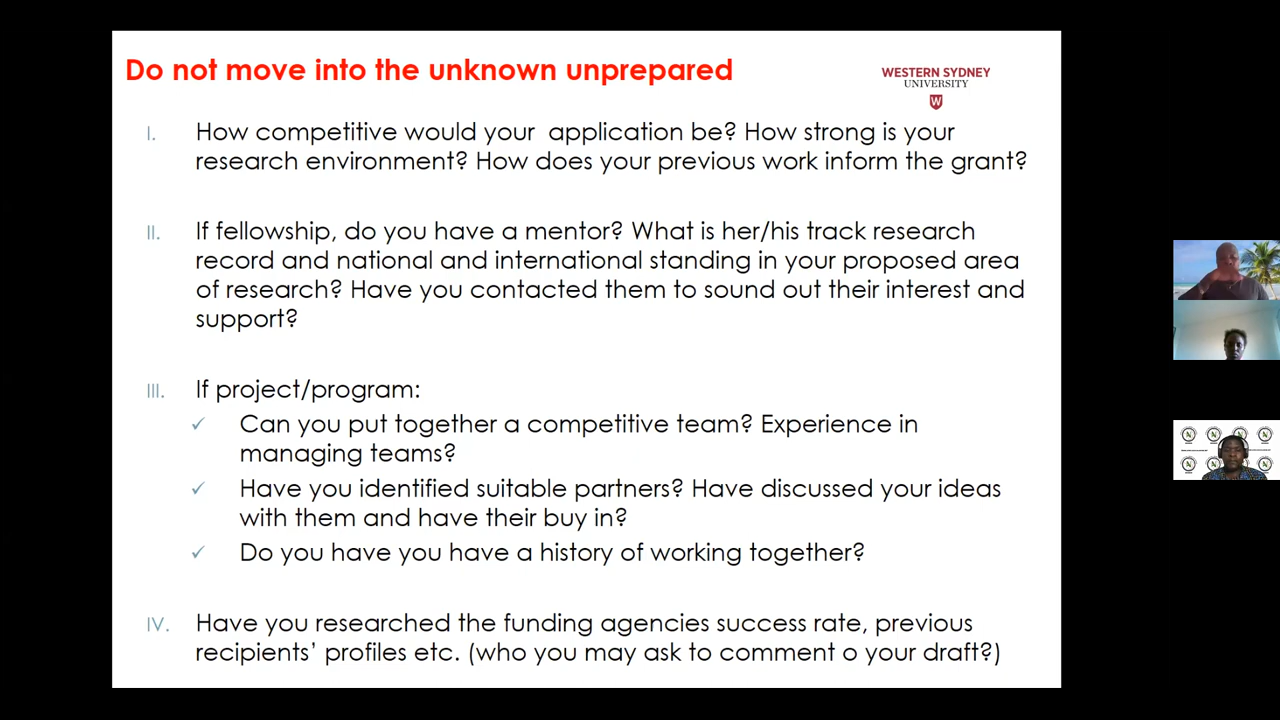 Do not move into the unknown unprepared
WESTERN SYDNEY
UNIVERSITY
W
I. How competitive would your application be? How strong is your
research environment? How does your previous work inform the grant?
II. If fellowship, do you have a mentor? What is her/his track research
record and national and international standing in your proposed area
of research? Have you contacted them to sound out their interest and
support?
III. If project/program:
✓ Can you put together a competitive team? Experience in
managing teams?
✓ Have you identified suitable partners? Have discussed your ideas
with them and have their buy in?
✓ Do you have you have a history of working together?
IV. Have you researched the funding agencies success rate, previous
recipients’ profiles etc. (who you may ask to comment o your draft?)